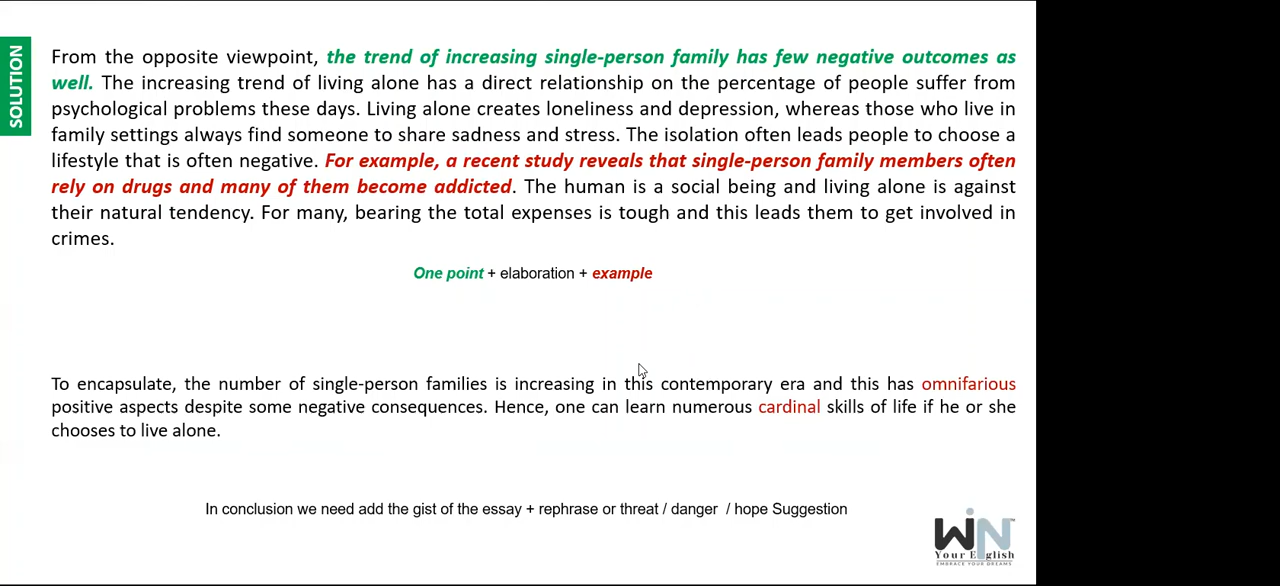 SOLUTION
From the opposite viewpoint, the trend of increasing single-person family has few negative outcomes as
well. The increasing trend of living alone has a direct relationship on the percentage of people suffer from
psychological problems these days. Living alone creates loneliness and depression, whereas those who live in
family settings always find someone to share sadness and stress. The isolation often leads people to choose a
lifestyle that is often negative. For example, a recent study reveals that single-person family members often
rely on drugs and many of them become addicted. The human is a social being and living alone is against
their natural tendency. For many, bearing the total expenses is tough and this leads them to get involved in
crimes.
One point + elaboration + example
To encapsulate, the number of single-person families is increasing in this contemporary era and this has omnifarious
positive aspects despite some negative consequences. Hence, one can learn numerous cardinal skills of life if he or she
chooses to live alone.
In conclusion we need add the gist of the essay + rephrase or threat / danger / hope Suggestion
WiN
Your English
EMBRACE YOUR DREAMS